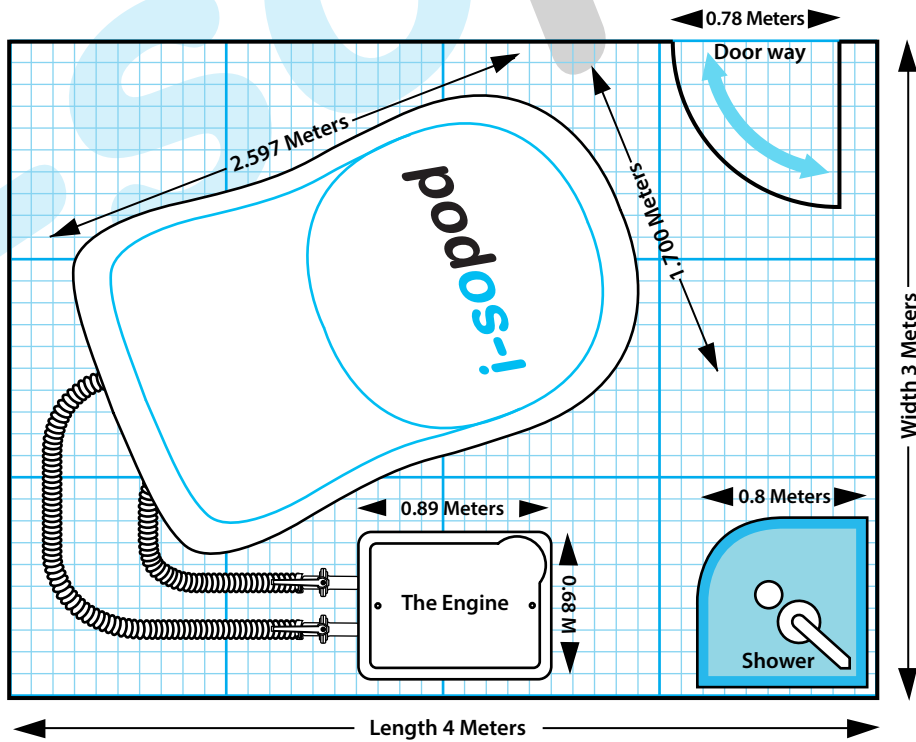 0.78 Meters
Door way
2.597 Meters
1.700 Meters
i-sopod
Width 3 Meters
0.89 Meters
0.8 Meters
The Engine
0.68 M
Shower
Length 4 Meters